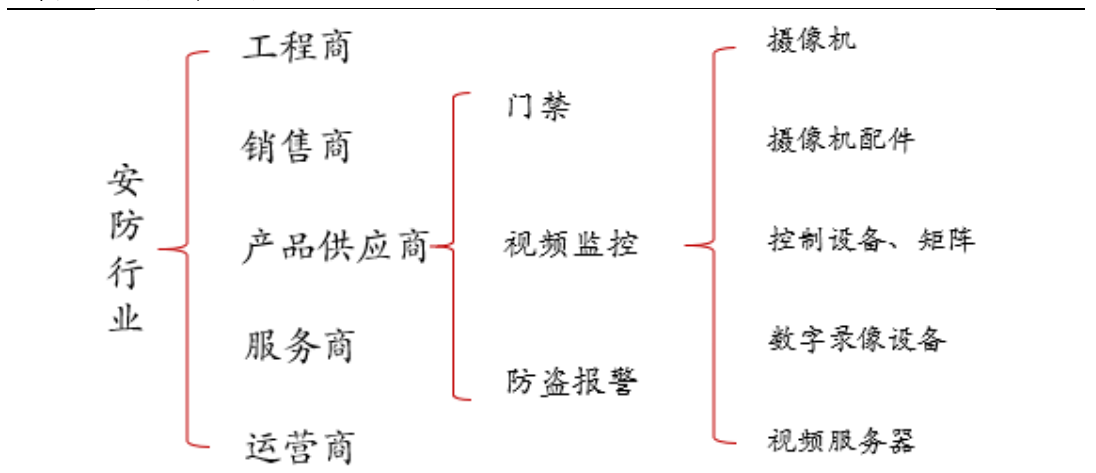 安防行业
工程商
销售商
产品供应商
服务商
运营商
门禁
视频监控
防盗报警
摄像机
摄像机配件
控制设备、矩阵
数字录像设备
视频服务器